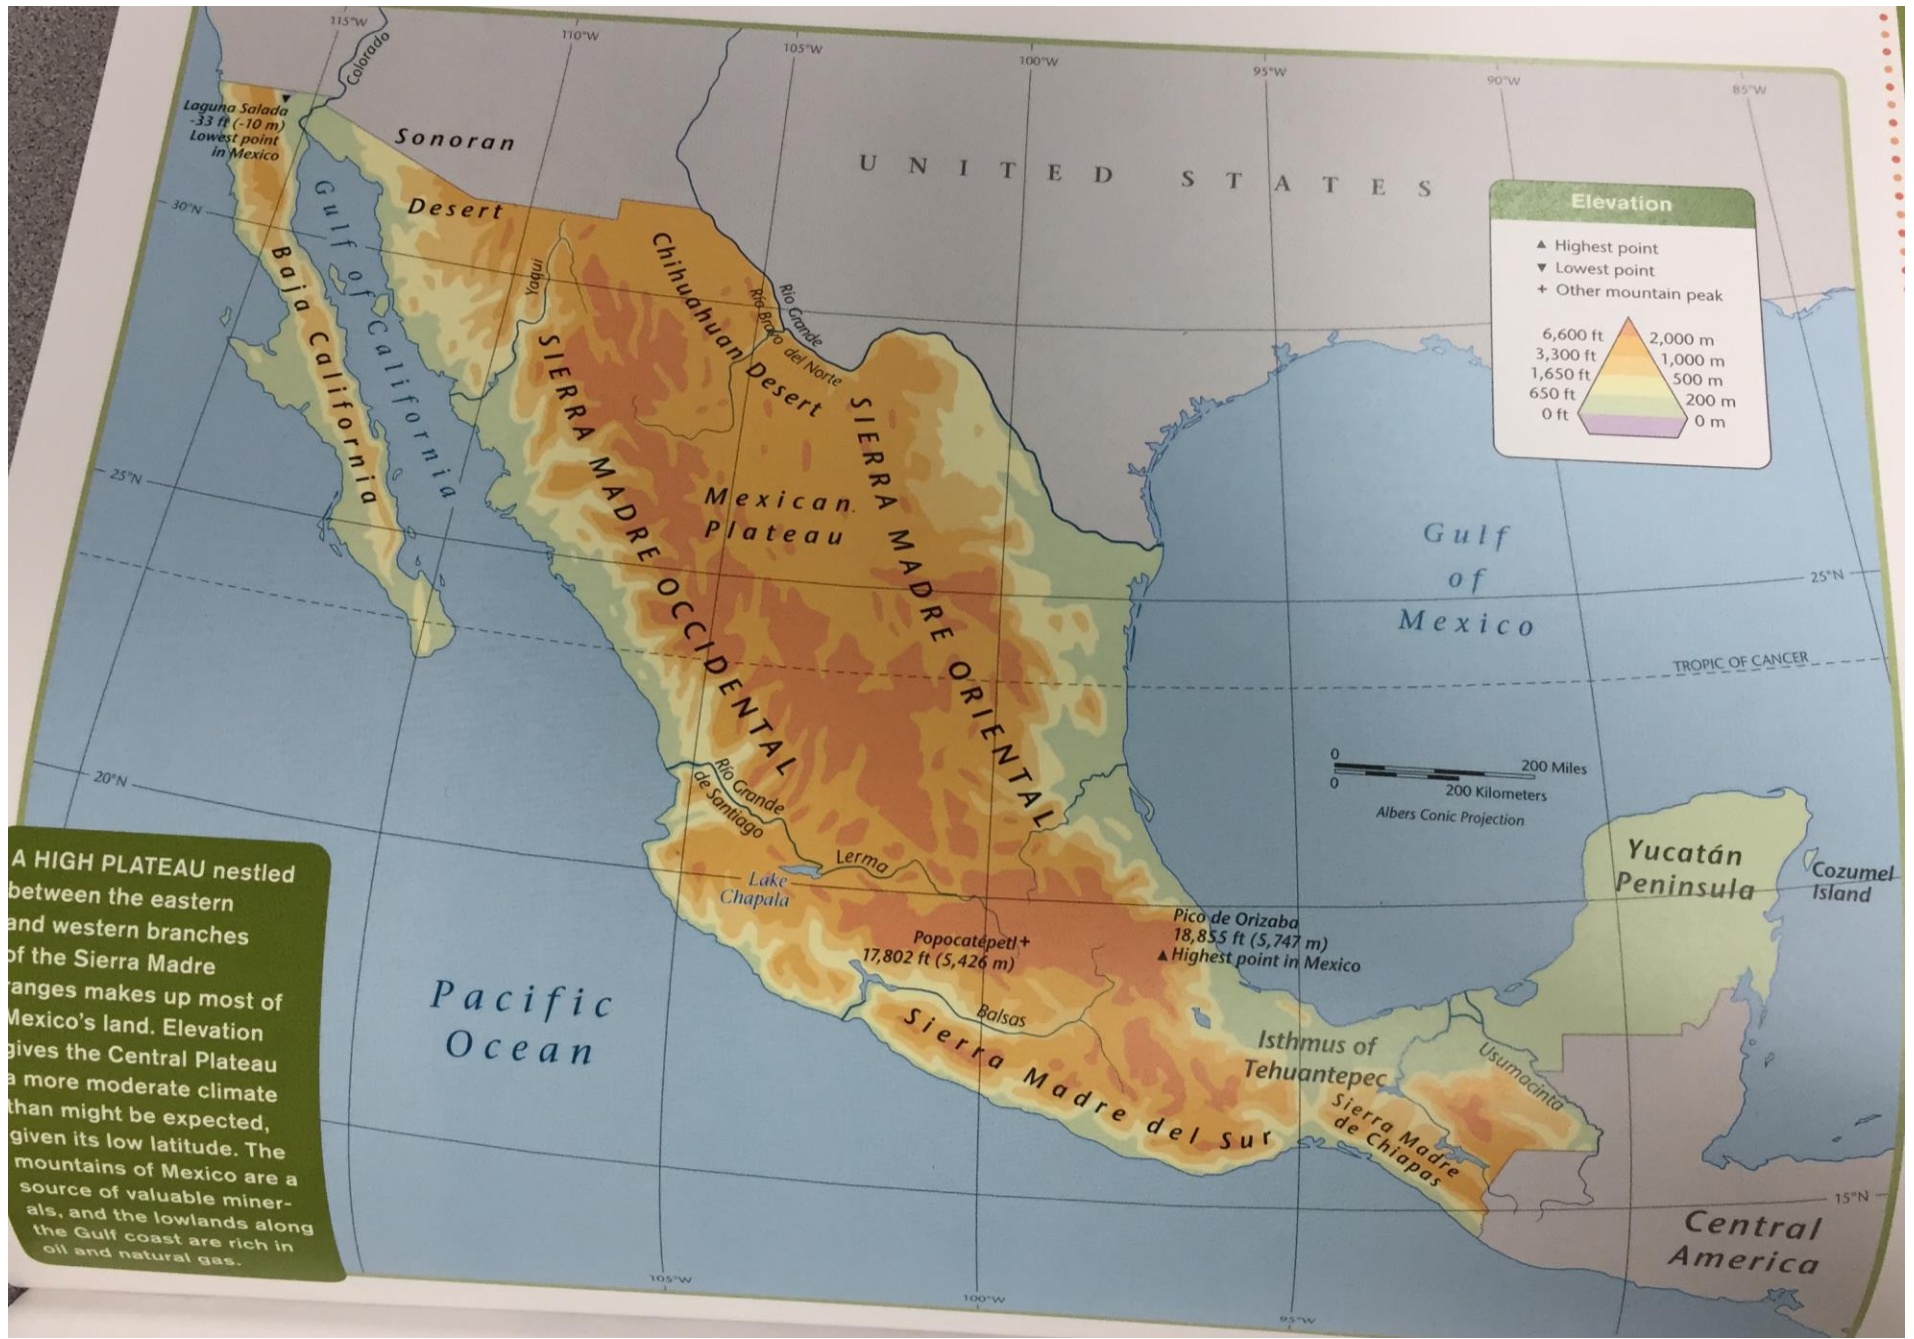 115°W
110°W
105°W
100°W
95°W
90°W
85°W
Colorado
Laguna Salada
-33 ft (-10 m)
Lowest point
in Mexico
Sonoran
Desert
UNITED STATES
Elevation
▲ Highest point
▼ Lowest point
+ Other mountain peak
6,600 ft 2,000 m
3,300 ft 1,000 m
1,650 ft 500 m
650 ft 200 m
0 ft 0 m
30°N
Gulf of California
Baja California
Yaqui
Chihuahuan Desert
Rio Grande
Río Bravo del Norte
SIERRA MADRE OCCIDENTAL
SIERRA MADRE ORIENTAL
Mexican
Plateau
25°N
Gulf
of
Mexico
25°N
TROPIC OF CANCER
20°N
0 200 Miles
0 200 Kilometers
Albers Conic Projection
Río Grande
de Santiago
Lerma
Lake
Chapala
Yucatán
Peninsula
Cozumel
Island
Popocatépetl +
17,802 ft (5,426 m)
Pico de Orizaba
18,855 ft (5,747 m)
▲ Highest point in Mexico
Pacific
Ocean
Balsas
Sierra Madre del Sur
Isthmus of
Tehuantepec
Usumacinta
Sierra Madre
de Chiapas
15°N
Central
America
105°W
100°W
95°W
A HIGH PLATEAU nestled
between the eastern
and western branches
of the Sierra Madre
ranges makes up most of
Mexico's land. Elevation
gives the Central Plateau
a more moderate climate
than might be expected,
given its low latitude. The
mountains of Mexico are a
source of valuable miner-
als, and the lowlands along
the Gulf coast are rich in
oil and natural gas.